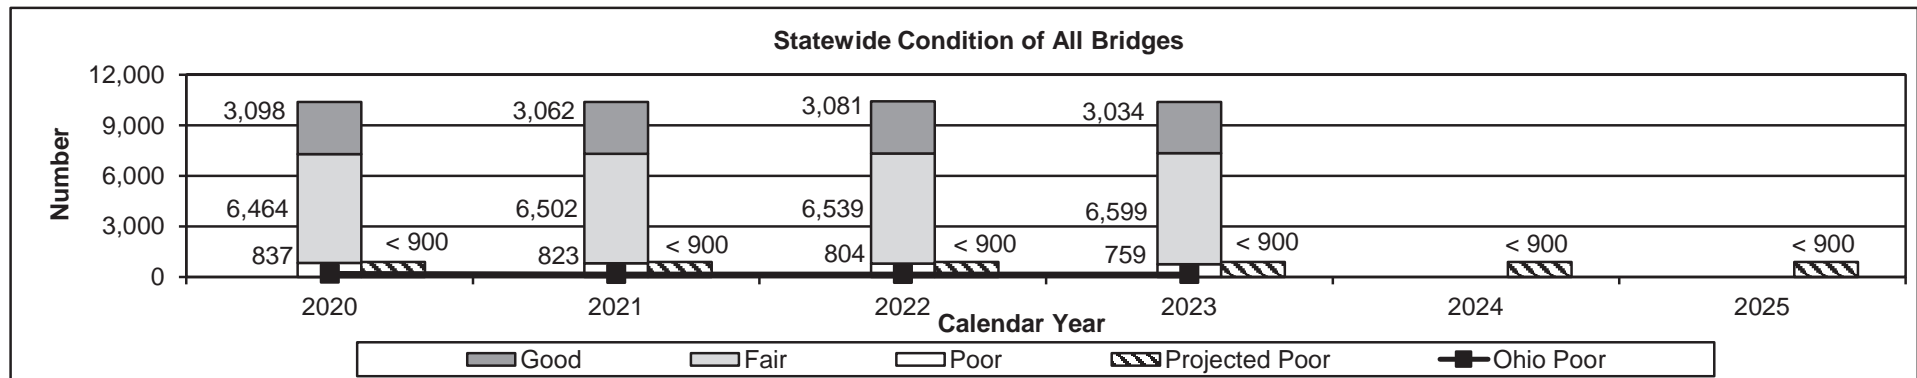 Statewide Condition of All Bridges
Number
12,000
9,000
6,000
3,000
0
3,098 3,062 3,081 3,034
6,464 6,502 6,539 6,599
837 < 900 823 < 900 804 < 900 759 < 900 < 900 < 900
2020 2021 2022 2023 2024 2025
Calendar Year
Good Fair Poor Projected Poor Ohio Poor